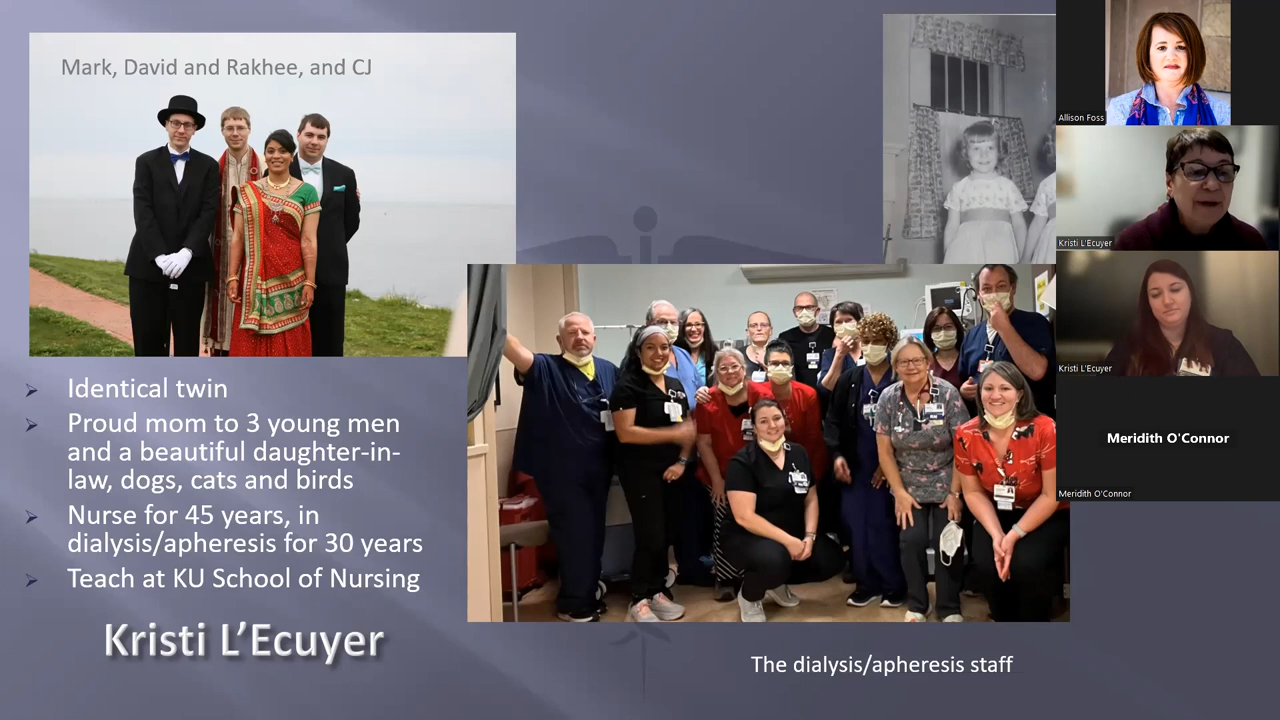 Mark, David and Rakhee, and CJ
Identical twin
Proud mom to 3 young men
and a beautiful daughter-in-
law, dogs, cats and birds
Nurse for 45 years, in
dialysis/apheresis for 30 years
Teach at KU School of Nursing
Kristi L’Ecuyer
The dialysis/apheresis staff
Allison Foss
Kristi L'Ecuyer
Kristi L'Ecuyer
Meridith O'Connor
Meridith O'Connor